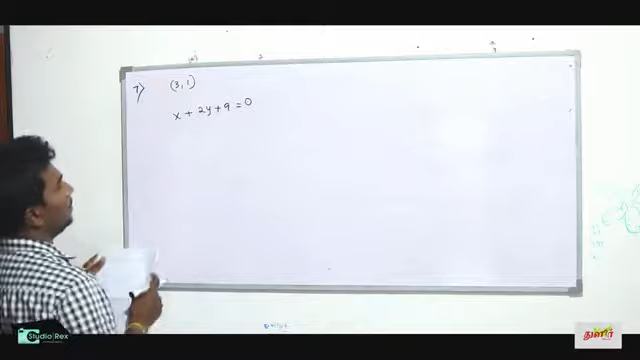 7) (3, 1)
x + 2y + 9 = 0
Studio Rex
துளிர்